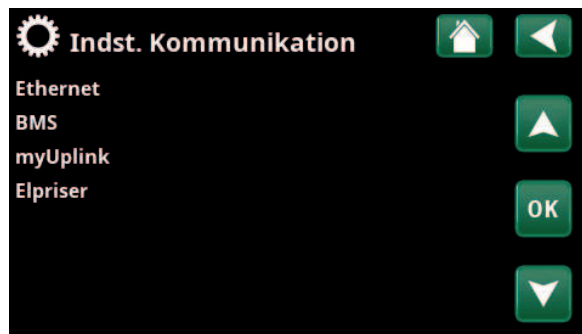 Indst. Kommunikation
Ethernet
BMS
myUplink
Elpriser
OK